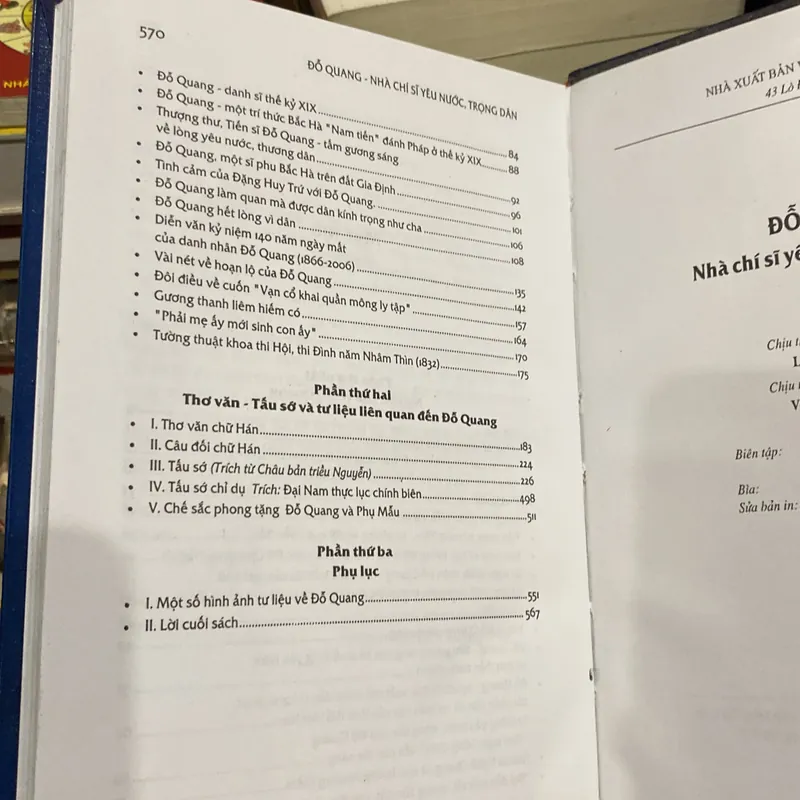 570
ĐỖ QUANG - NHÀ CHÍ SĨ YÊU NƯỚC, TRỌNG DÂN
• Đỗ Quang - danh sĩ thế kỷ XIX ... 84
• Đỗ Quang - một trí thức Bắc Hà "Nam tiến" đánh Pháp ở thế kỷ XIX ... 88
• Thượng thư, Tiến sĩ Đỗ Quang - tấm gương sáng
về lòng yêu nước, thương dân ... 92
• Đỗ Quang, một sĩ phu Bắc Hà trên đất Gia Định ... 96
• Tình cảm của Đặng Huy Trứ với Đỗ Quang. ... 101
• Đỗ Quang làm quan mà được dân kính trọng như cha ... 106
• Đỗ Quang hết lòng vì dân ... 108
• Diễn văn kỷ niệm 140 năm ngày mất
của danh nhân Đỗ Quang (1866-2006) ... 135
• Vài nét về hoạn lộ của Đỗ Quang ... 142
• Đôi điều về cuốn "Vạn cổ khai quần mông ly tập" ... 157
• Gương thanh liêm hiếm có ... 164
• "Phải mẹ ấy mới sinh con ấy" ... 170
• Tường thuật khoa thi Hội, thi Đình năm Nhâm Thìn (1832) ... 175
Phần thứ hai
Thơ văn - Tấu sớ và tư liệu liên quan đến Đỗ Quang
• I. Thơ văn chữ Hán ... 183
• II. Câu đối chữ Hán ... 224
• III. Tấu sớ (Trích từ Châu bản triều Nguyễn) ... 226
• IV. Tấu sớ chỉ dụ Trích: Đại Nam thực lục chính biên ... 498
• V. Chế sắc phong tặng Đỗ Quang và Phụ Mẫu ... 511
Phần thứ ba
Phụ lục
• I. Một số hình ảnh tư liệu về Đỗ Quang ... 551
• II. Lời cuối sách ... 567
NHÀ XUẤT BẢN
43 Lò
ĐỖ
Nhà chí sĩ
Chịu
Chịu
Biên tập:
Bìa:
Sửa bản in: